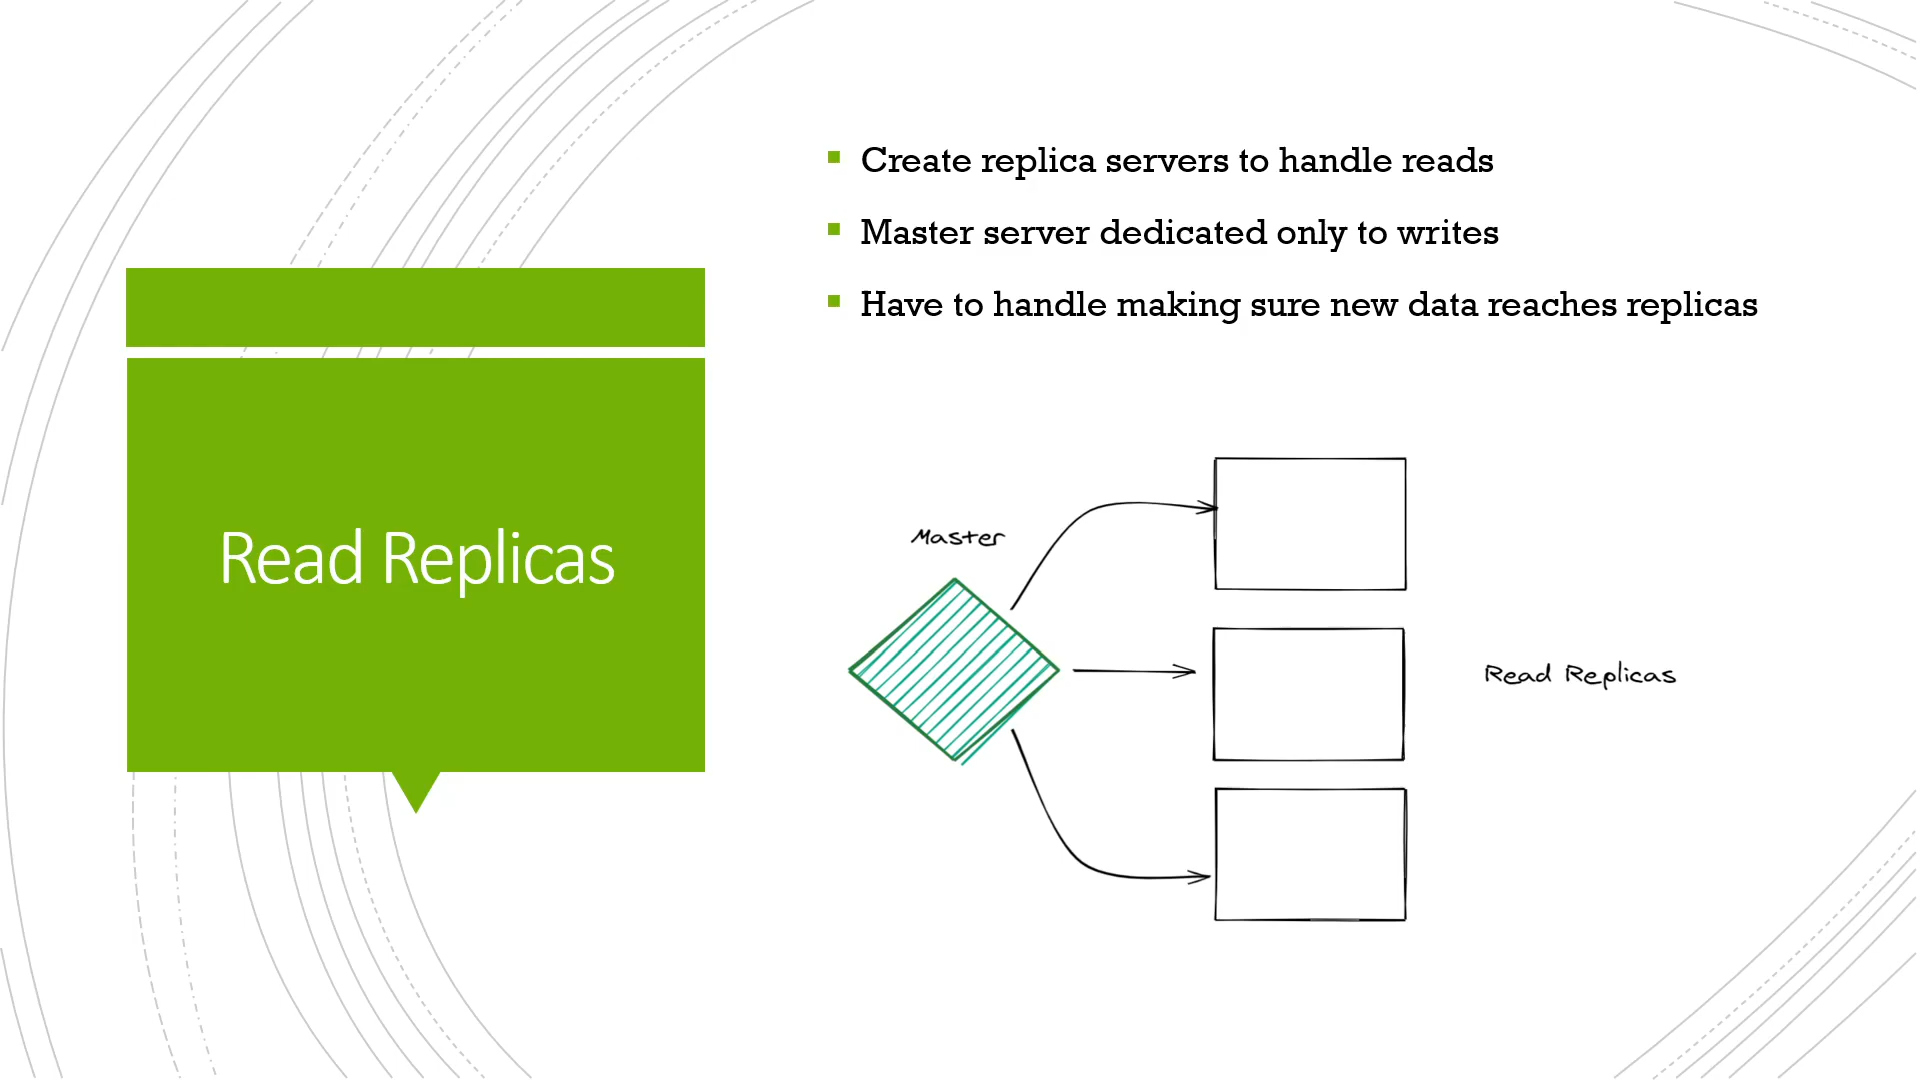 Read Replicas
Create replica servers to handle reads
Master server dedicated only to writes
Have to handle making sure new data reaches replicas
Master
Read Replicas